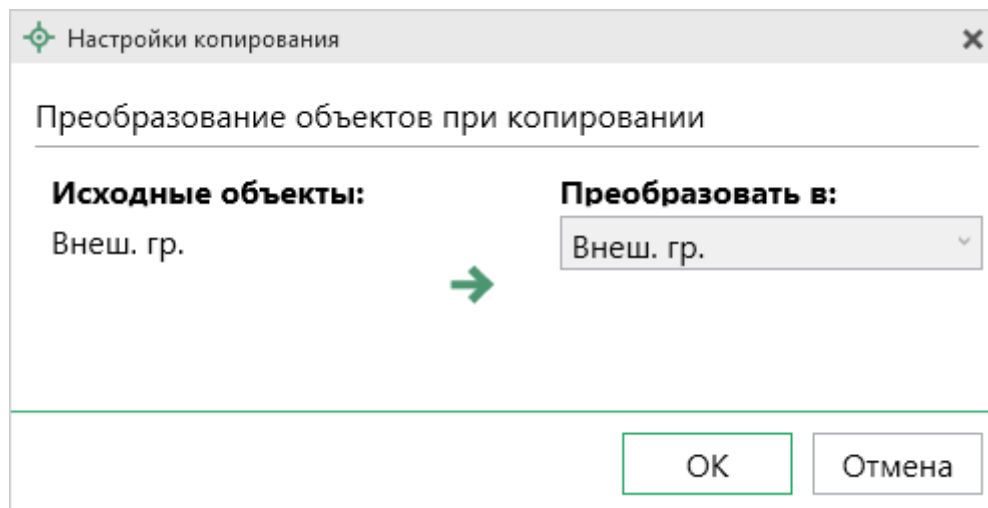 Настройки копирования
Преобразование объектов при копировании
Исходные объекты:
Преобразовать в:
Внеш. гр.
Внеш. гр.
ОК
Отмена